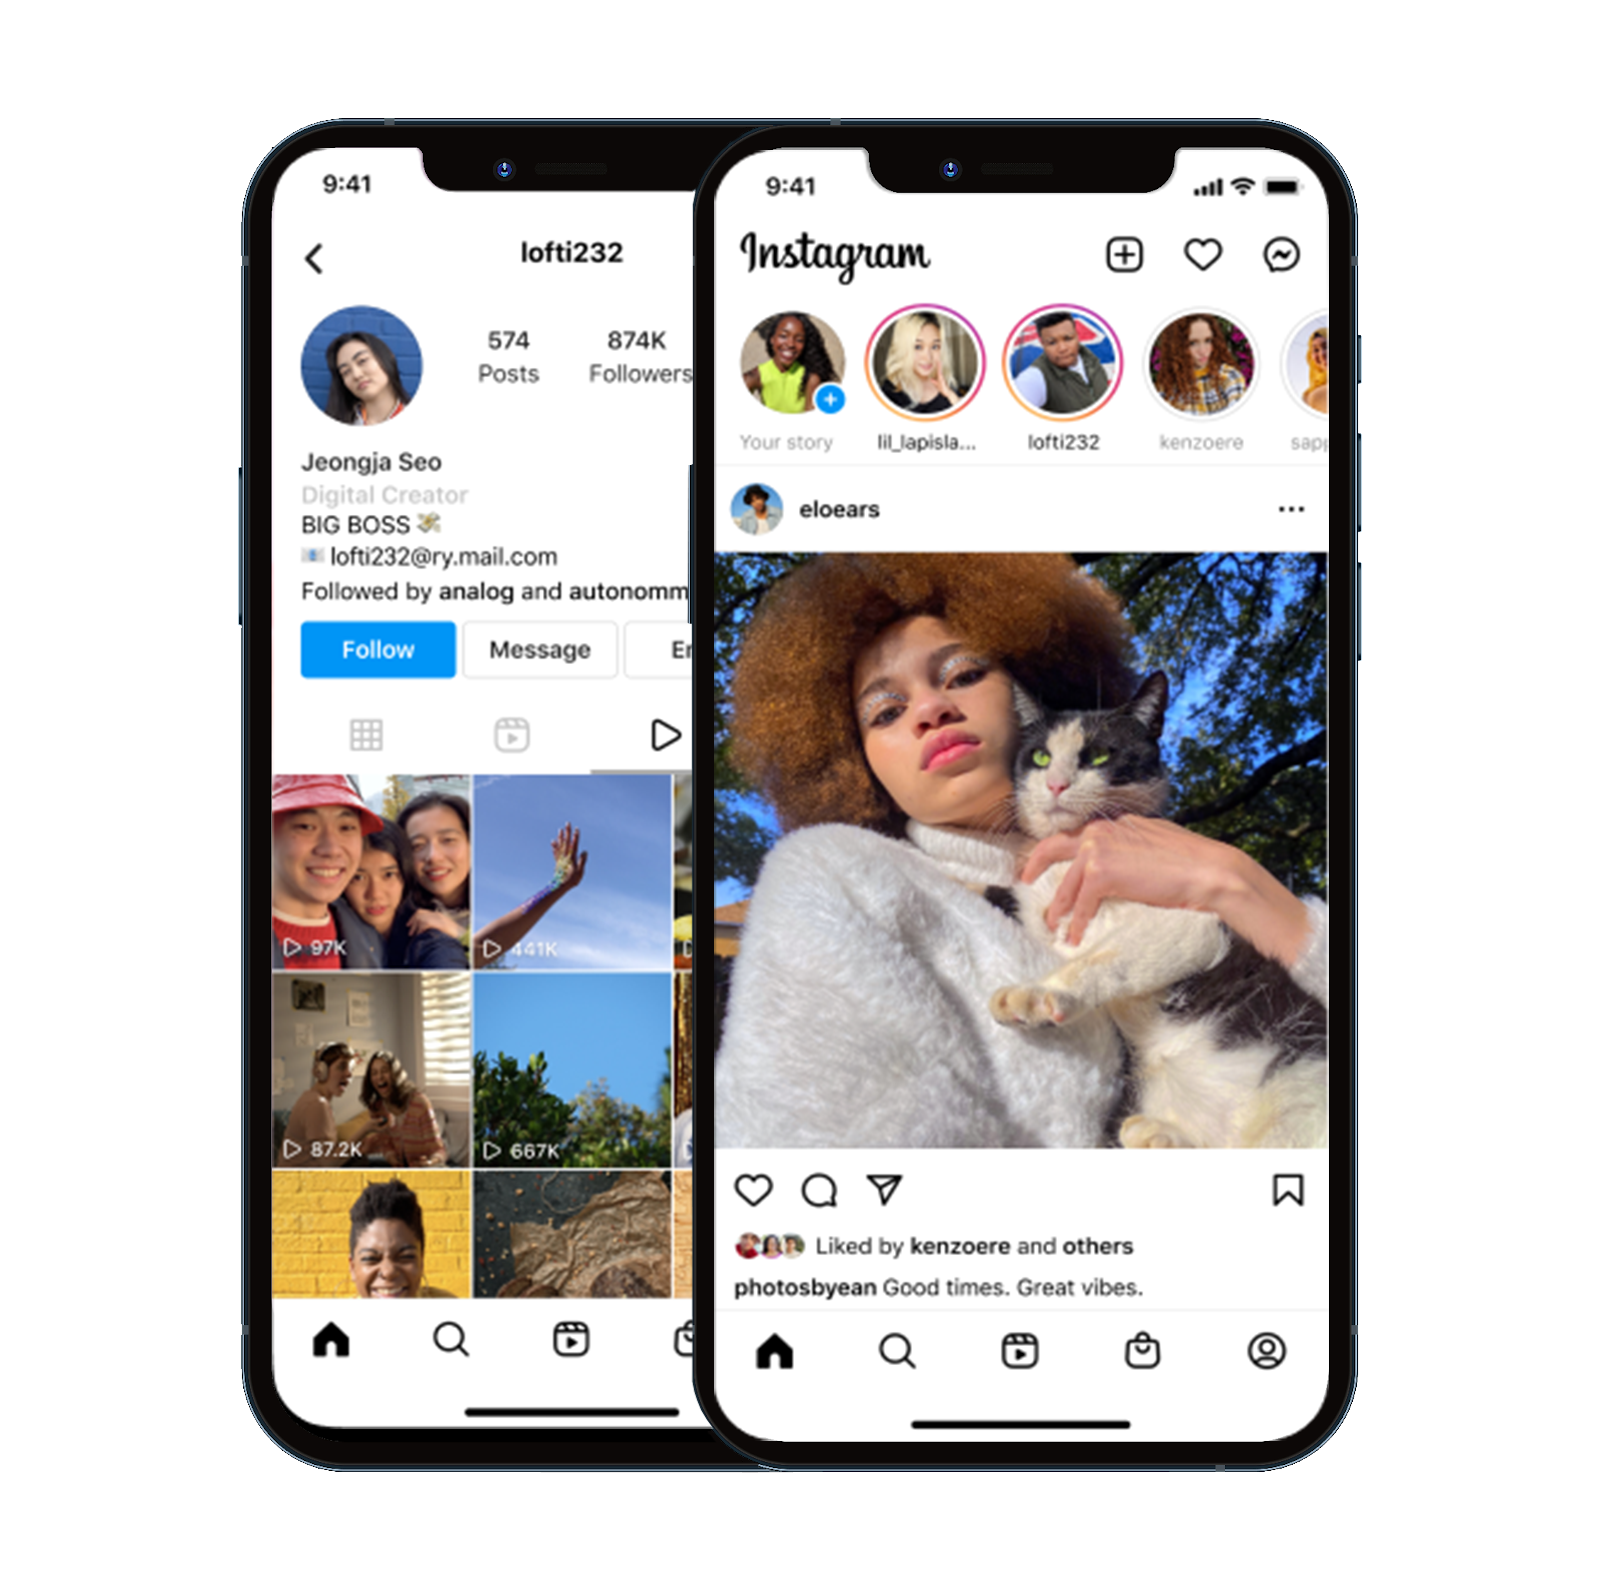 9:41
lofti232
574
874K
Posts
Followers
Jeongja Seo
Digital Creator
BIG BOSS
lofti232@ry.mail.com
Followed by analog and autonomm
Follow
Message
97K
441K
87.2K
667K
9:41
Instagram
Your story
lil_lapisla...
lofti232
kenzoere
eloears
Liked by kenzoere and others
photosbyean Good times. Great vibes.